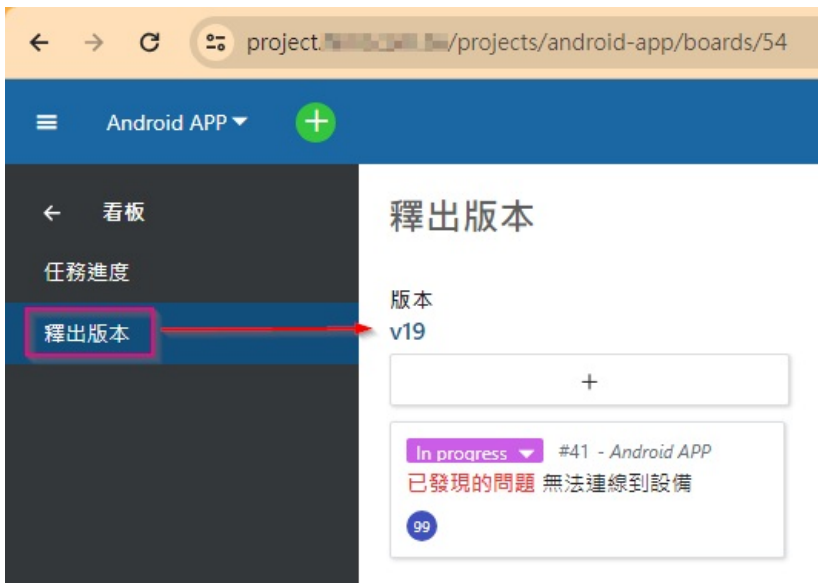 project.
/projects/android-app/boards/54
Android APP
看板
任務進度
釋出版本
釋出版本
版本
v19
+
In progress #41 - Android APP
已發現的問題 無法連線到設備
99